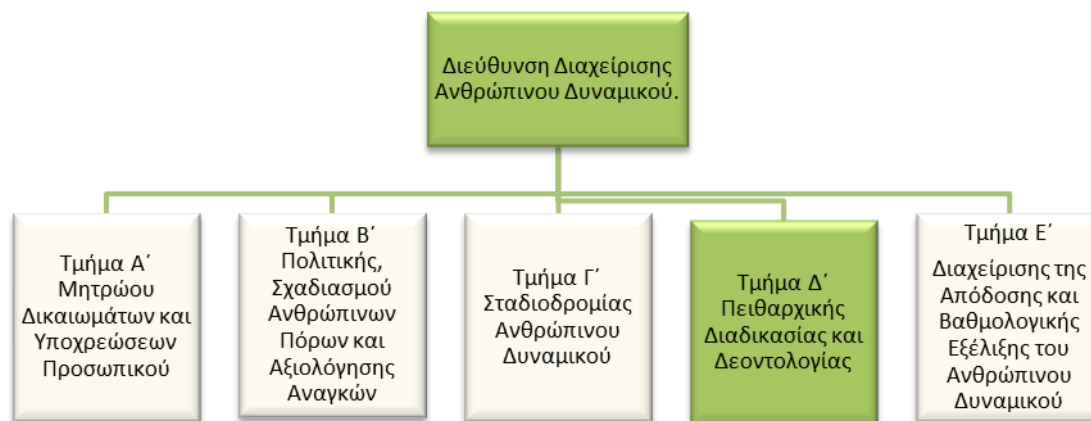 Διεύθυνση Διαχείρισης
Ανθρώπινου Δυναμικού.
Τμήμα Α΄
Μητρώου
Δικαιωμάτων και
Υποχρεώσεων
Προσωπικού
Τμήμα Β΄
Πολιτικής,
Σχαδιασμού
Ανθρώπινων
Πόρων και
Αξιολόγησης
Αναγκών
Τμήμα Γ΄
Σταδιοδρομίας
Ανθρώπινου
Δυναμικού
Τμήμα Δ΄
Πειθαρχικής
Διαδικασίας και
Δεοντολογίας
Τμήμα Ε΄
Διαχείρισης της
Απόδοσης και
Βαθμολογικής
Εξέλιξης του
Ανθρώπινου
Δυναμικού